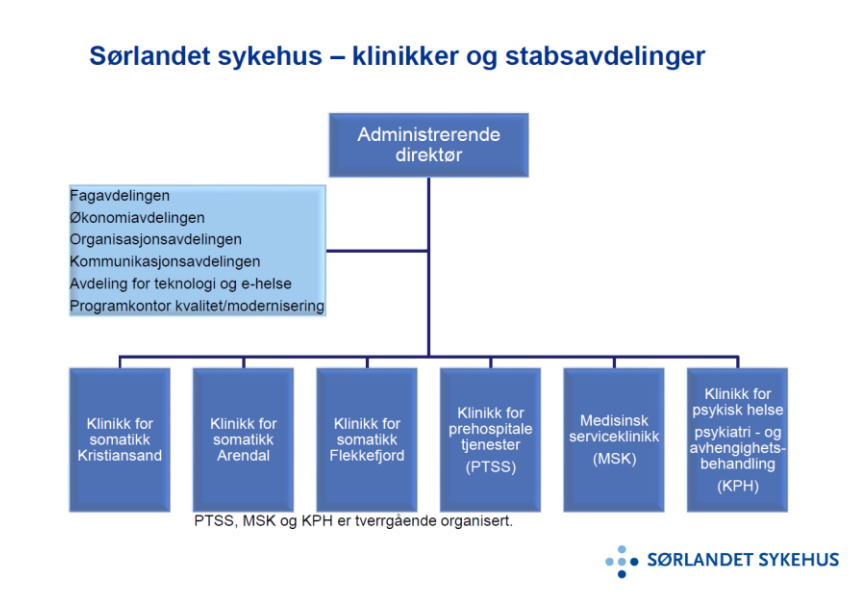 Sørlandet sykehus – klinikker og stabsavdelinger
Administrerende
direktør
Fagavdelingen
Økonomiavdelingen
Organisasjonsavdelingen
Kommunikasjonsavdelingen
Avdeling for teknologi og e-helse
Programkontor kvalitet/modernisering
Klinikk for
somatikk
Kristiansand
Klinikk for
somatikk
Arendal
Klinikk for
somatikk
Flekkefjord
Klinikk for
prehospitale
tjenester
(PTSS)
Medisinsk
serviceklinikk
(MSK)
Klinikk for
psykisk helse
psykiatri - og
avhengighets-
behandling
(KPH)
PTSS, MSK og KPH er tverrgående organisert.
SØRLANDET SYKEHUS